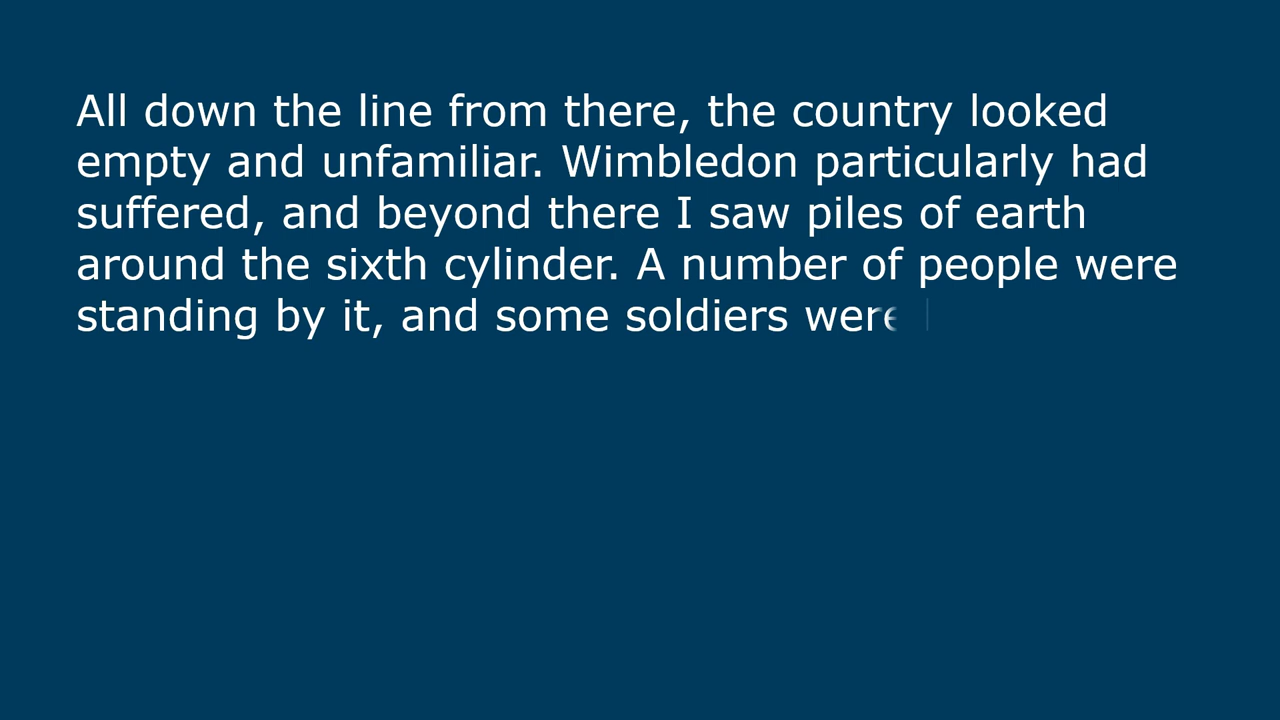 All down the line from there, the country looked
empty and unfamiliar. Wimbledon particularly had
suffered, and beyond there I saw piles of earth
around the sixth cylinder. A number of people were
standing by it, and some soldiers were